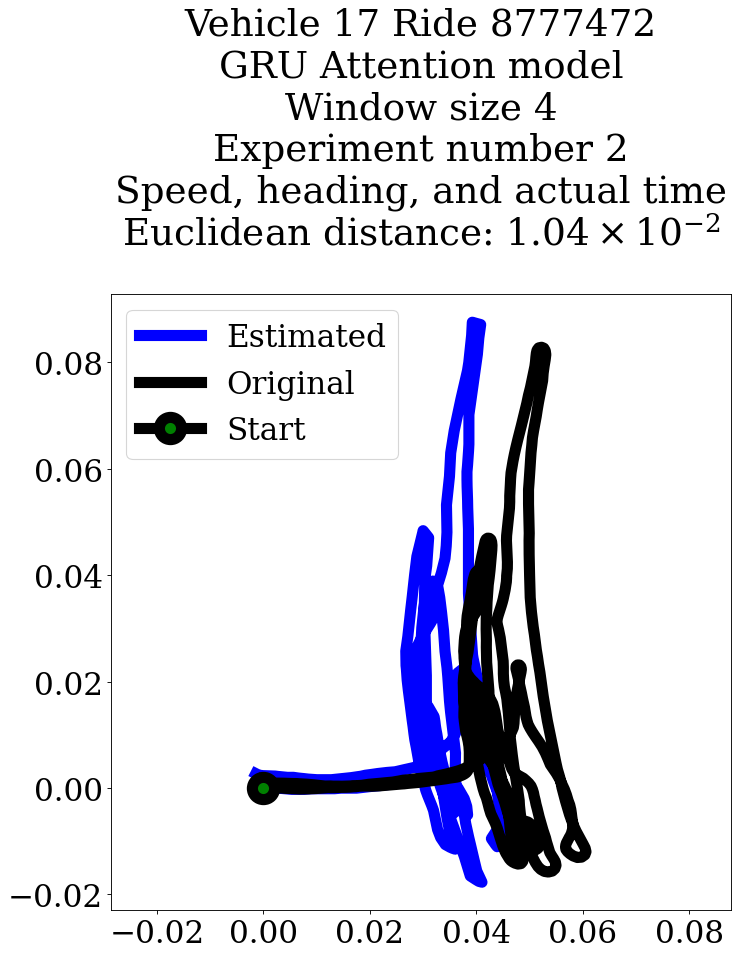 Vehicle 17 Ride 8777472
GRU Attention model
Window size 4
Experiment number 2
Speed, heading, and actual time
Euclidean distance: 1.04 × 10⁻²
Estimated
Original
Start
0.08
0.06
0.04
0.02
0.00
−0.02
−0.02 0.00 0.02 0.04 0.06 0.08